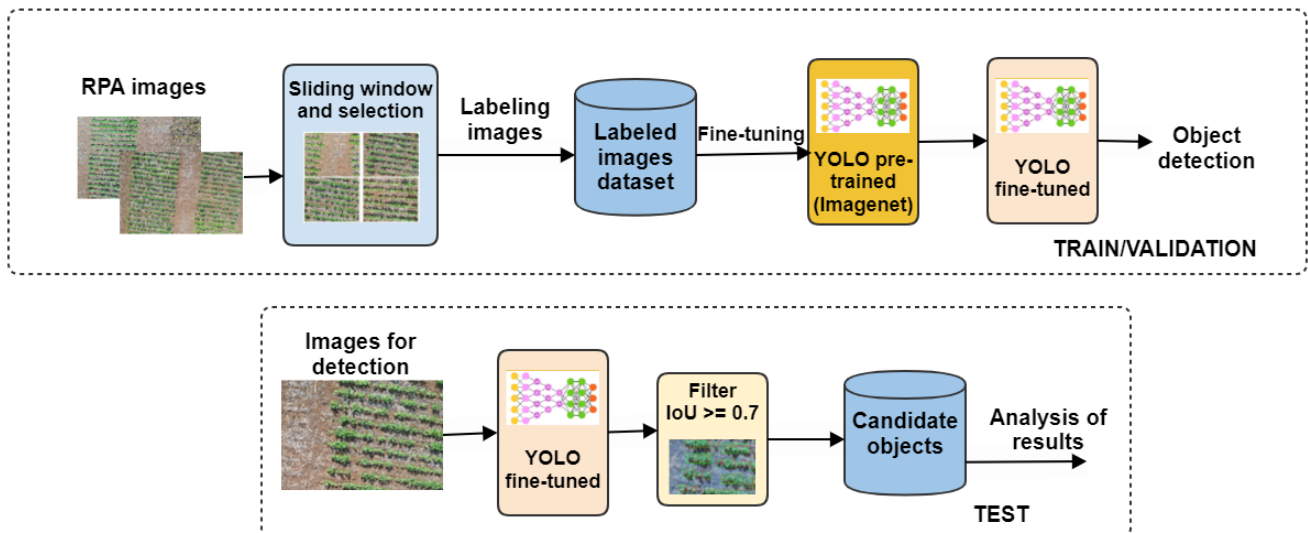 RPA images
Sliding window
and selection
Labeling
images
Labeled
images
dataset
Fine-tuning
YOLO pre-
trained
(Imagenet)
YOLO
fine-tuned
Object
detection
TRAIN/VALIDATION
Images for
detection
YOLO
fine-tuned
Filter
IoU >= 0.7
Candidate
objects
Analysis of
results
TEST